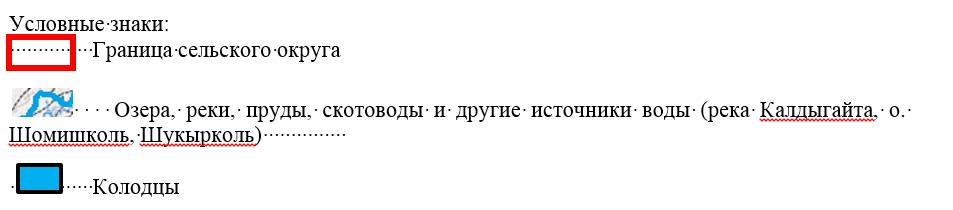 Условные знаки:
Граница сельского округа
Озера, реки, пруды, скотоводы и другие источники воды (река Калдыгайта, о.
Шомишколь, Шукырколь)
Колодцы